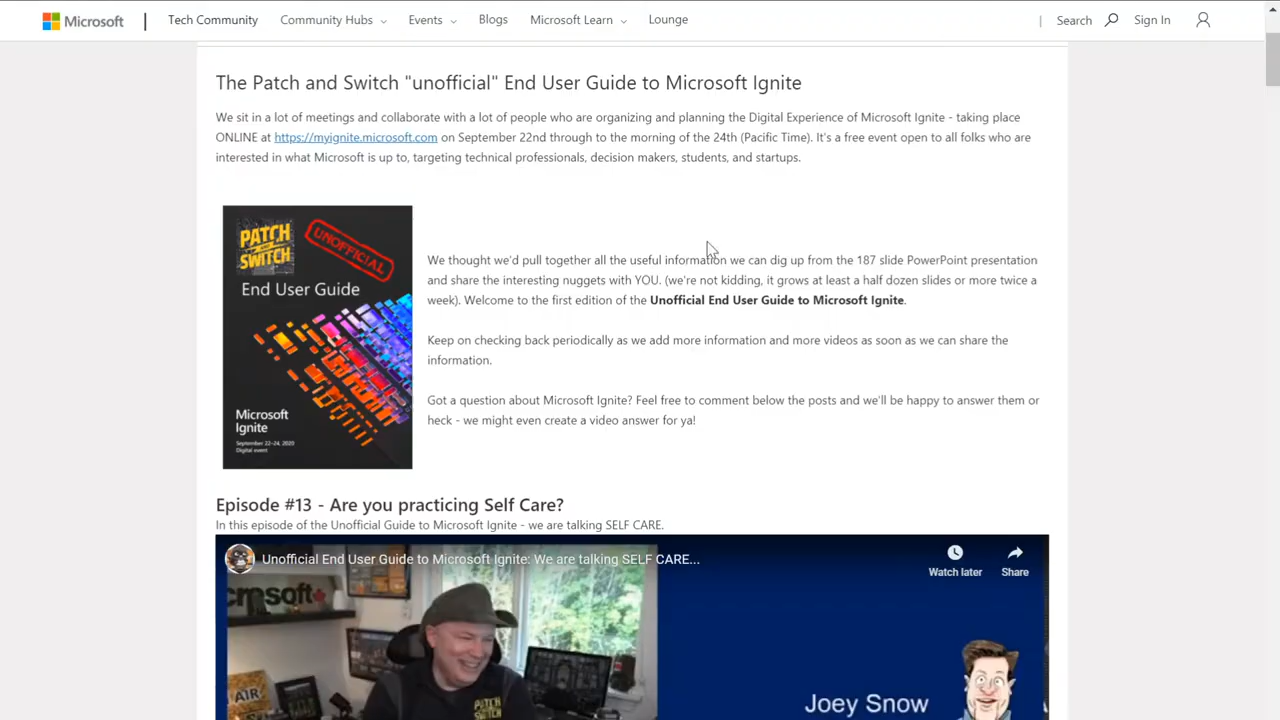 Microsoft | Tech Community Community Hubs Events Blogs Microsoft Learn Lounge | Search Sign In
The Patch and Switch "unofficial" End User Guide to Microsoft Ignite
We sit in a lot of meetings and collaborate with a lot of people who are organizing and planning the Digital Experience of Microsoft Ignite - taking place
ONLINE at https://myignite.microsoft.com on September 22nd through to the morning of the 24th (Pacific Time). It's a free event open to all folks who are
interested in what Microsoft is up to, targeting technical professionals, decision makers, students, and startups.
PATCH
AND
SWITCH
UNOFFICIAL
End User Guide
Microsoft
Ignite
September 22-24, 2020
Digital event
We thought we'd pull together all the useful information we can dig up from the 187 slide PowerPoint presentation
and share the interesting nuggets with YOU. (we're not kidding, it grows at least a half dozen slides or more twice a
week). Welcome to the first edition of the Unofficial End User Guide to Microsoft Ignite.
Keep on checking back periodically as we add more information and more videos as soon as we can share the
information.
Got a question about Microsoft Ignite? Feel free to comment below the posts and we'll be happy to answer them or
heck - we might even create a video answer for ya!
Episode #13 - Are you practicing Self Care?
In this episode of the Unofficial Guide to Microsoft Ignite - we are talking SELF CARE.
Unofficial End User Guide to Microsoft Ignite: We are talking SELF CARE...
Watch later
Share
crosoft
AIR
PATCH
SWITCH
Joey Snow